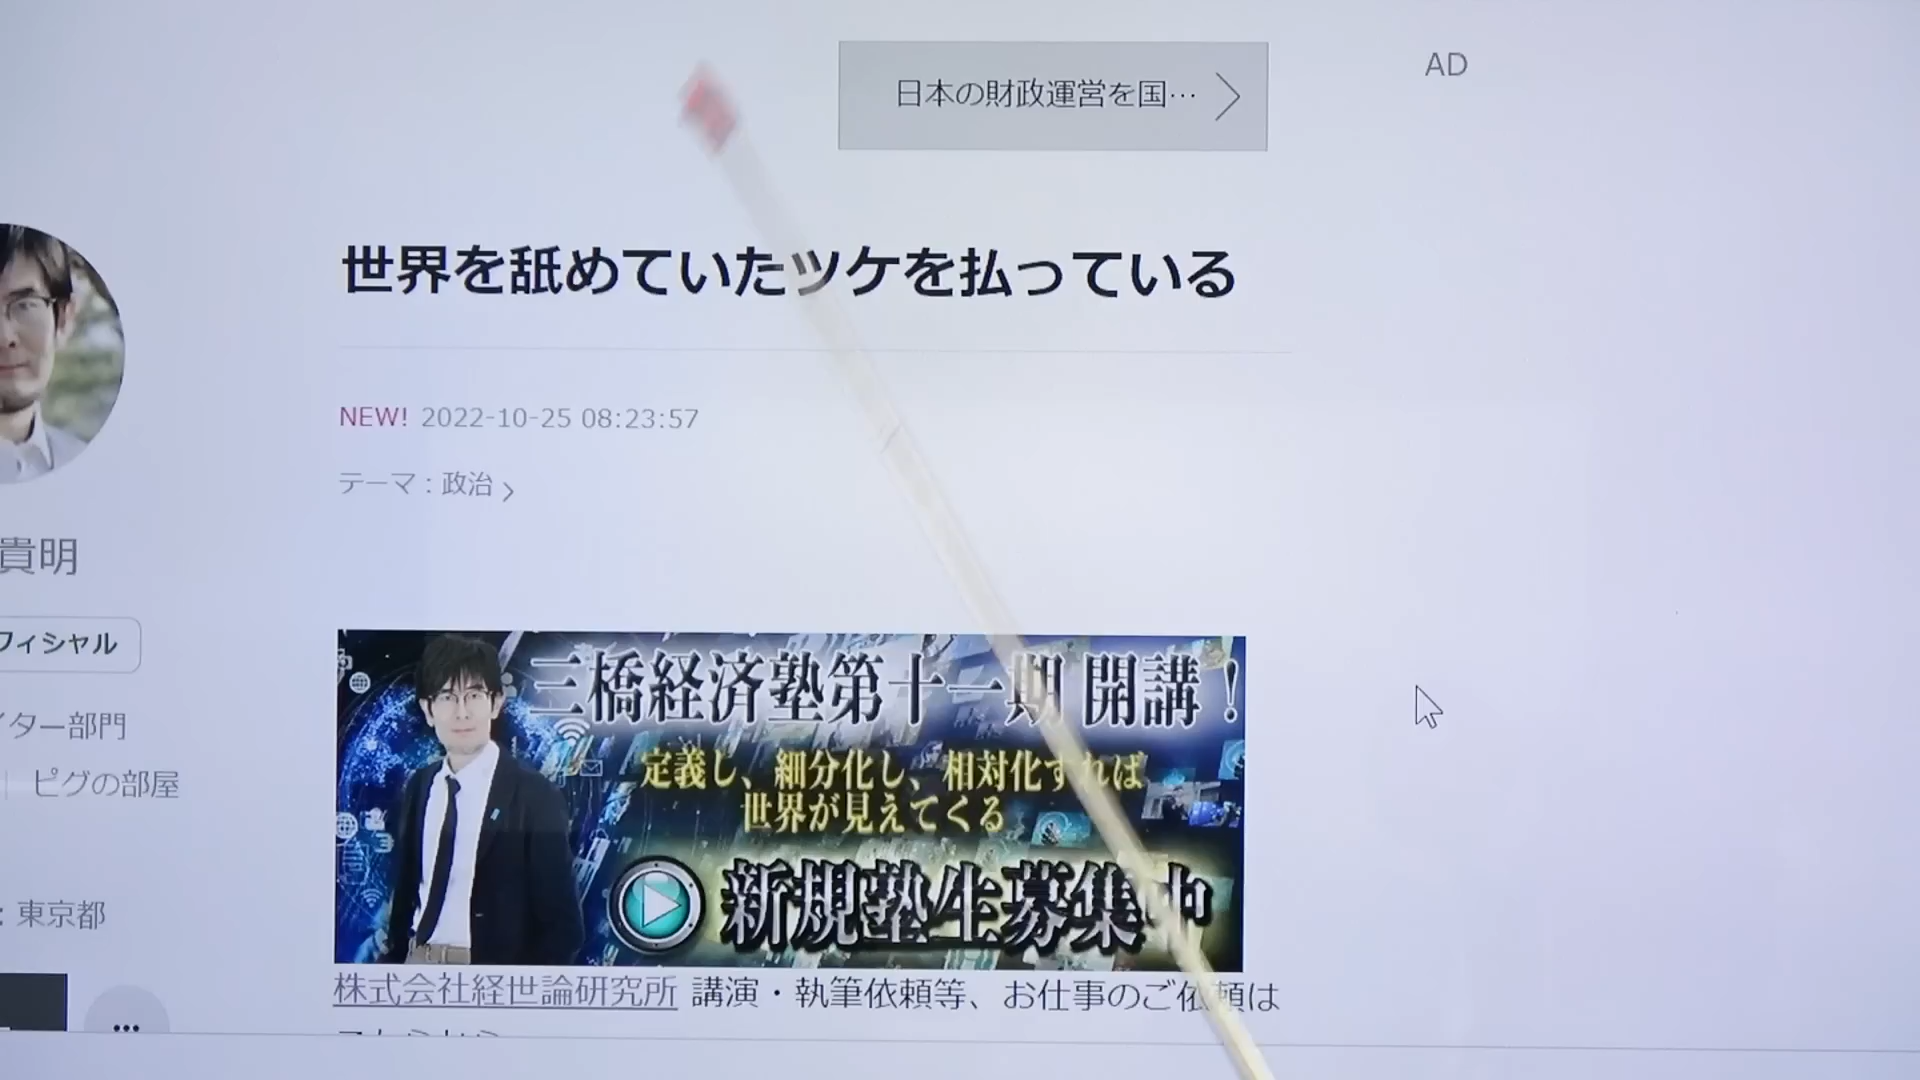 日本の財政運営を国…
AD
世界を舐めていたツケを払っている
NEW! 2022-10-25 08:23:57
テーマ：政治
貴明
フィシャル
イター部門
ピグの部屋
: 東京都
三橋経済塾第十一期 開講！
定義し、細分化し、相対化すれば
世界が見えてくる
新規塾生募集中
株式会社経世論研究所 講演・執筆依頼等、お仕事のご依頼は